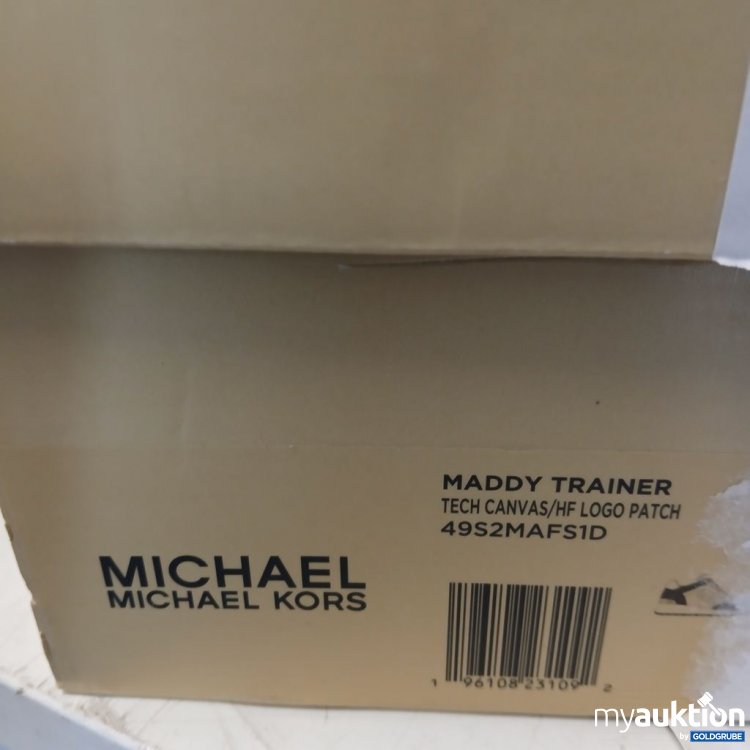 MADDY TRAINER
TECH CANVAS/HF LOGO PATCH
49S2MAFS1D
MICHAEL
MICHAEL KORS
1 96108 23109 2
myauktion
by GOLDGRUBE